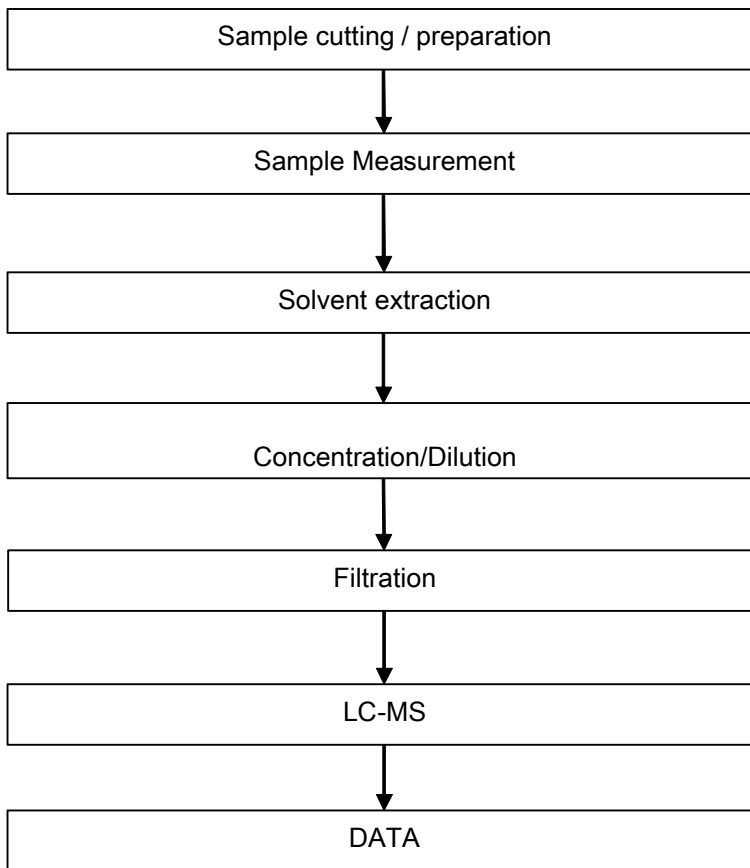 Sample cutting / preparation
Sample Measurement
Solvent extraction
Concentration/Dilution
Filtration
LC-MS
DATA